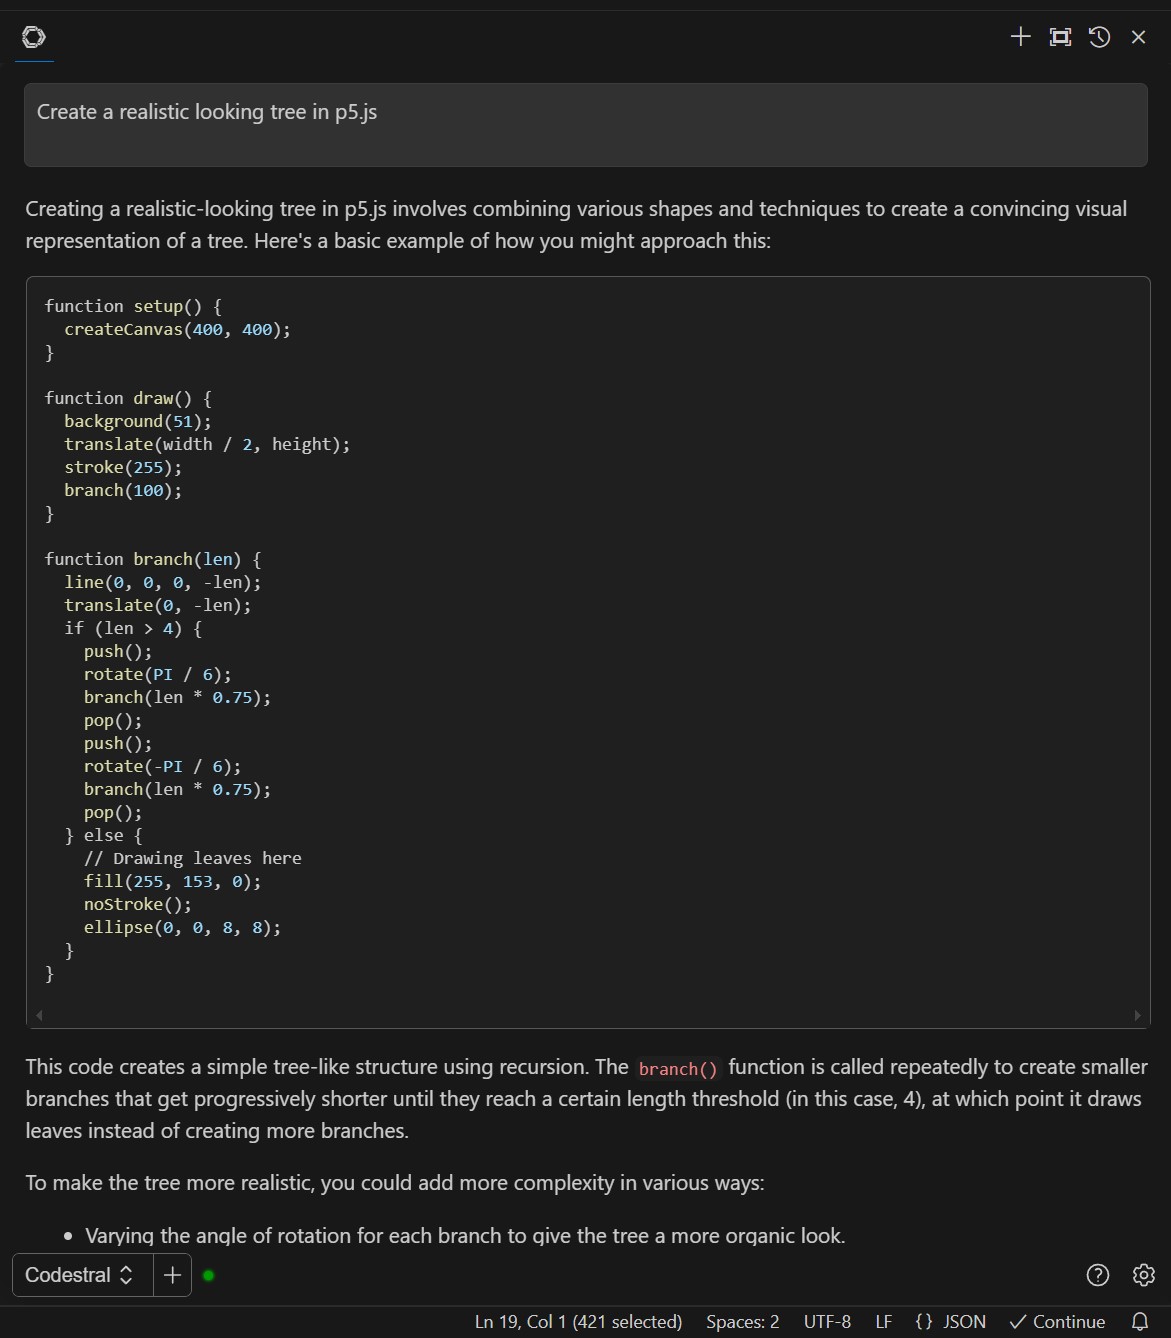 Create a realistic looking tree in p5.js
Creating a realistic-looking tree in p5.js involves combining various shapes and techniques to create a convincing visual
representation of a tree. Here's a basic example of how you might approach this:
function setup() {
  createCanvas(400, 400);
}

function draw() {
  background(51);
  translate(width / 2, height);
  stroke(255);
  branch(100);
}

function branch(len) {
  line(0, 0, 0, -len);
  translate(0, -len);
  if (len > 4) {
    push();
    rotate(PI / 6);
    branch(len * 0.75);
    pop();
    push();
    rotate(-PI / 6);
    branch(len * 0.75);
    pop();
  } else {
    // Drawing leaves here
    fill(255, 153, 0);
    noStroke();
    ellipse(0, 0, 8, 8);
  }
}
This code creates a simple tree-like structure using recursion. The branch() function is called repeatedly to create smaller
branches that get progressively shorter until they reach a certain length threshold (in this case, 4), at which point it draws
leaves instead of creating more branches.
To make the tree more realistic, you could add more complexity in various ways:
• Varying the angle of rotation for each branch to give the tree a more organic look.
Codestral
Ln 19, Col 1 (421 selected) Spaces: 2 UTF-8 LF {} JSON ✓ Continue